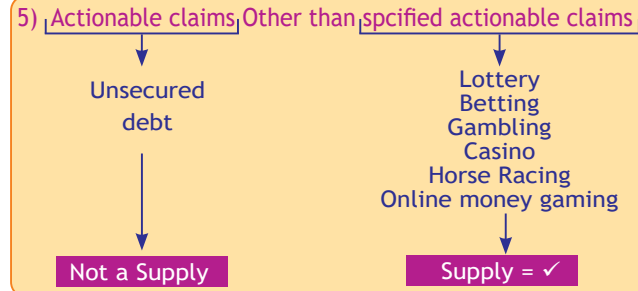 5) Actionable claims Other than spcified actionable claims
Unsecured
debt
Not a Supply
Lottery
Betting
Gambling
Casino
Horse Racing
Online money gaming
Supply = ✓